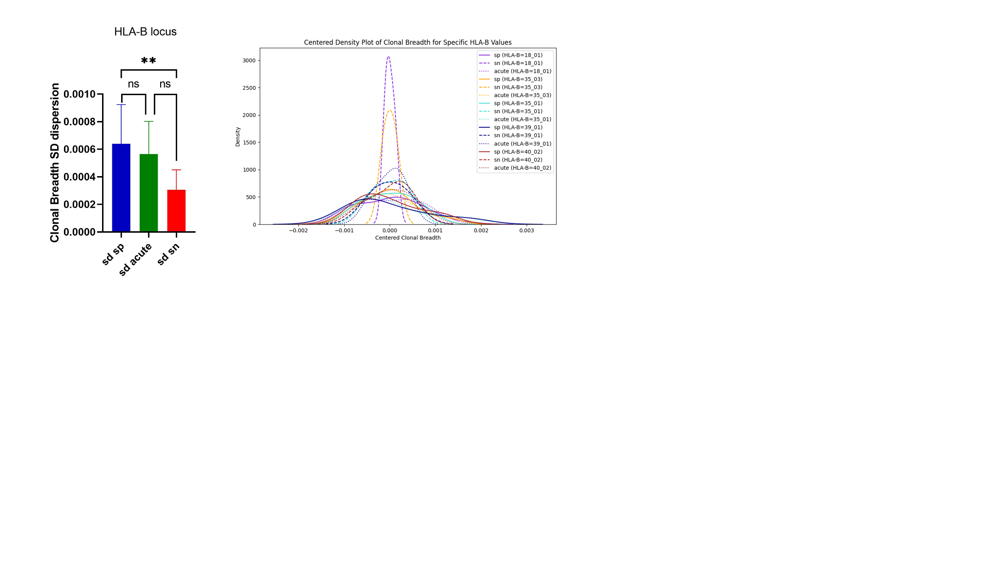 HLA-B locus
**
ns ns
Clonal Breadth SD dispersion
0.0010
0.0008
0.0006
0.0004
0.0002
0.0000
sd sp
sd acute
sd sn
Centered Density Plot of Clonal Breadth for Specific HLA-B Values
Density
3000
2500
2000
1500
1000
500
0
−0.002 −0.001 0.000 0.001 0.002 0.003
Centered Clonal Breadth
sp (HLA-B=18_01)
sn (HLA-B=18_01)
acute (HLA-B=18_01)
sp (HLA-B=35_03)
sn (HLA-B=35_03)
acute (HLA-B=35_03)
sp (HLA-B=35_01)
sn (HLA-B=35_01)
acute (HLA-B=35_01)
sp (HLA-B=39_01)
sn (HLA-B=39_01)
acute (HLA-B=39_01)
sp (HLA-B=40_02)
sn (HLA-B=40_02)
acute (HLA-B=40_02)